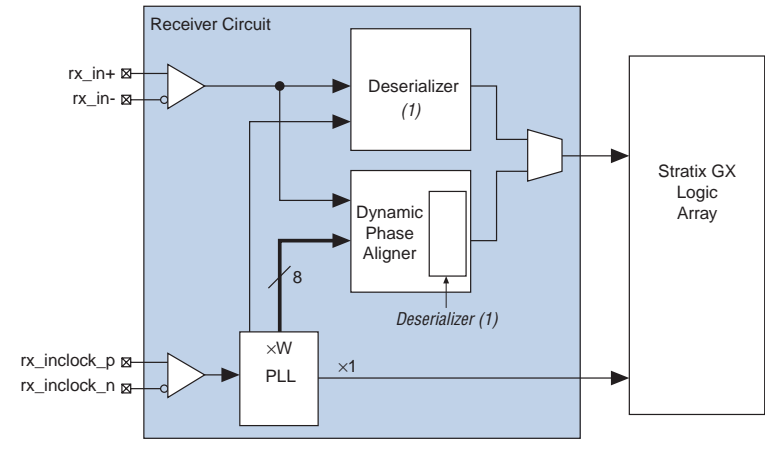 Receiver Circuit
rx_in+
rx_in-
Deserializer
(1)
Stratix GX
Logic
Array
Dynamic
Phase
Aligner
8
Deserializer (1)
rx_inclock_p
rx_inclock_n
×W
PLL
×1